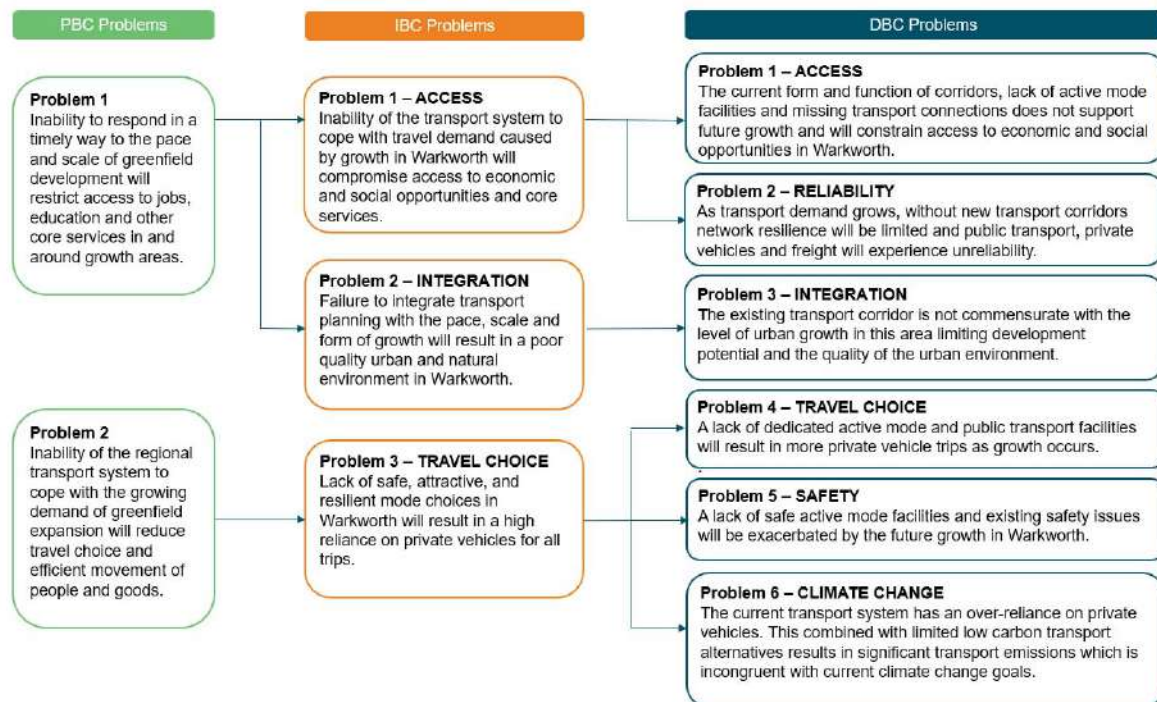 PBC Problems
Problem 1
Inability to respond in a
timely way to the pace
and scale of greenfield
development will
restrict access to jobs,
education and other
core services in and
around growth areas.
Problem 2
Inability of the regional
transport system to
cope with the growing
demand of greenfield
expansion will reduce
travel choice and
efficient movement of
people and goods.
IBC Problems
Problem 1 – ACCESS
Inability of the transport system to
cope with travel demand caused
by growth in Warkworth will
compromise access to economic
and social opportunities and core
services.
Problem 2 – INTEGRATION
Failure to integrate transport
planning with the pace, scale and
form of growth will result in a poor
quality urban and natural
environment in Warkworth.
Problem 3 – TRAVEL CHOICE
Lack of safe, attractive, and
resilient mode choices in
Warkworth will result in a high
reliance on private vehicles for all
trips.
DBC Problems
Problem 1 – ACCESS
The current form and function of corridors, lack of active mode
facilities and missing transport connections does not support
future growth and will constrain access to economic and social
opportunities in Warkworth.
Problem 2 – RELIABILITY
As transport demand grows, without new transport corridors
network resilience will be limited and public transport, private
vehicles and freight will experience unreliability.
Problem 3 – INTEGRATION
The existing transport corridor is not commensurate with the
level of urban growth in this area limiting development
potential and the quality of the urban environment.
Problem 4 – TRAVEL CHOICE
A lack of dedicated active mode and public transport facilities
will result in more private vehicle trips as growth occurs.
Problem 5 – SAFETY
A lack of safe active mode facilities and existing safety issues
will be exacerbated by the future growth in Warkworth.
Problem 6 – CLIMATE CHANGE
The current transport system has an over-reliance on private
vehicles. This combined with limited low carbon transport
alternatives results in significant transport emissions which is
incongruent with current climate change goals.